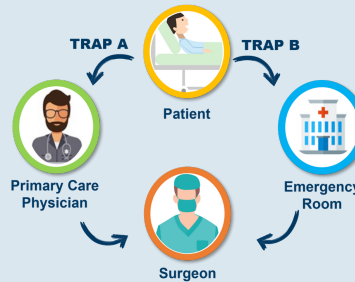 TRAP A
TRAP B
Patient
Primary Care
Physician
Emergency
Room
Surgeon